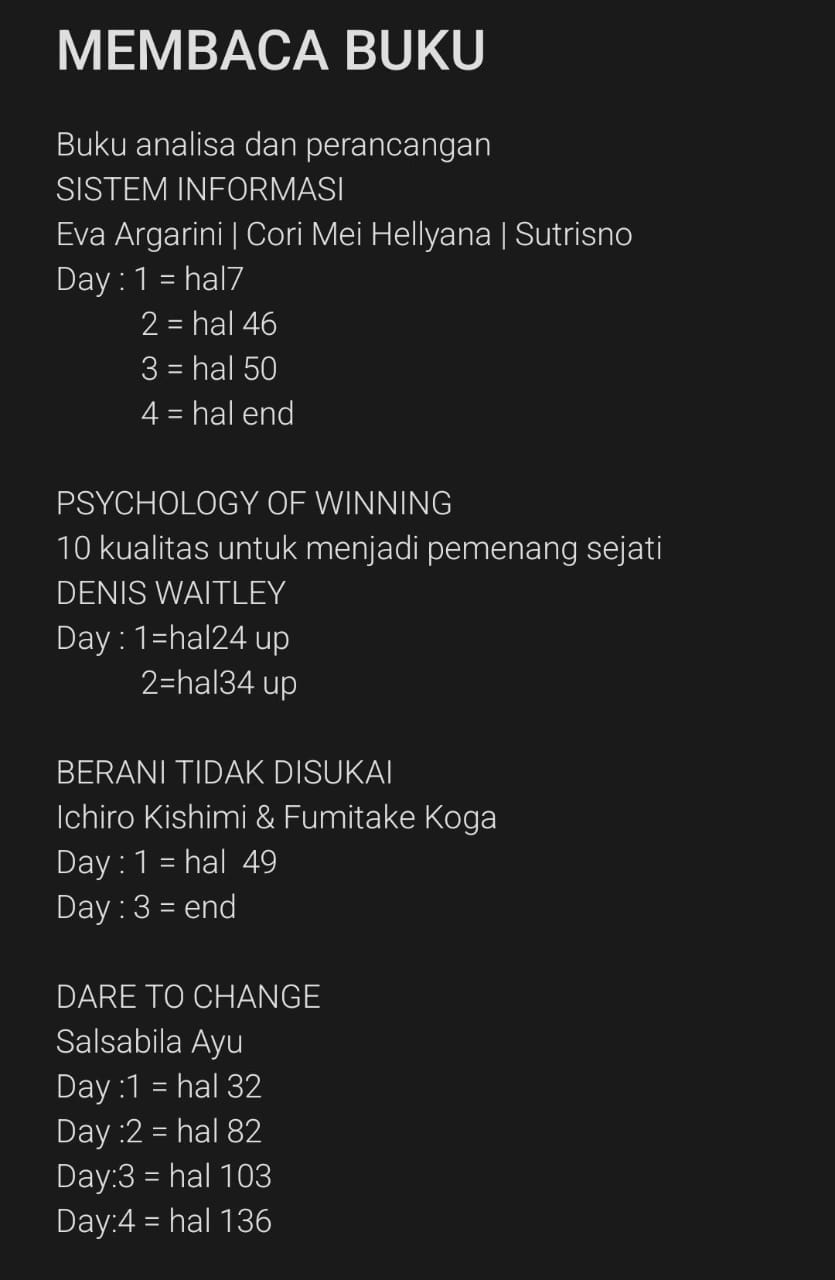 MEMBACA BUKU
Buku analisa dan perancangan
SISTEM INFORMASI
Eva Argarini | Cori Mei Hellyana | Sutrisno
Day : 1 = hal7
2 = hal 46
3 = hal 50
4 = hal end
PSYCHOLOGY OF WINNING
10 kualitas untuk menjadi pemenang sejati
DENIS WAITLEY
Day : 1=hal24 up
2=hal34 up
BERANI TIDAK DISUKAI
Ichiro Kishimi & Fumitake Koga
Day : 1 = hal  49
Day : 3 = end
DARE TO CHANGE
Salsabila Ayu
Day :1 = hal 32
Day :2 = hal 82
Day:3 = hal 103
Day:4 = hal 136